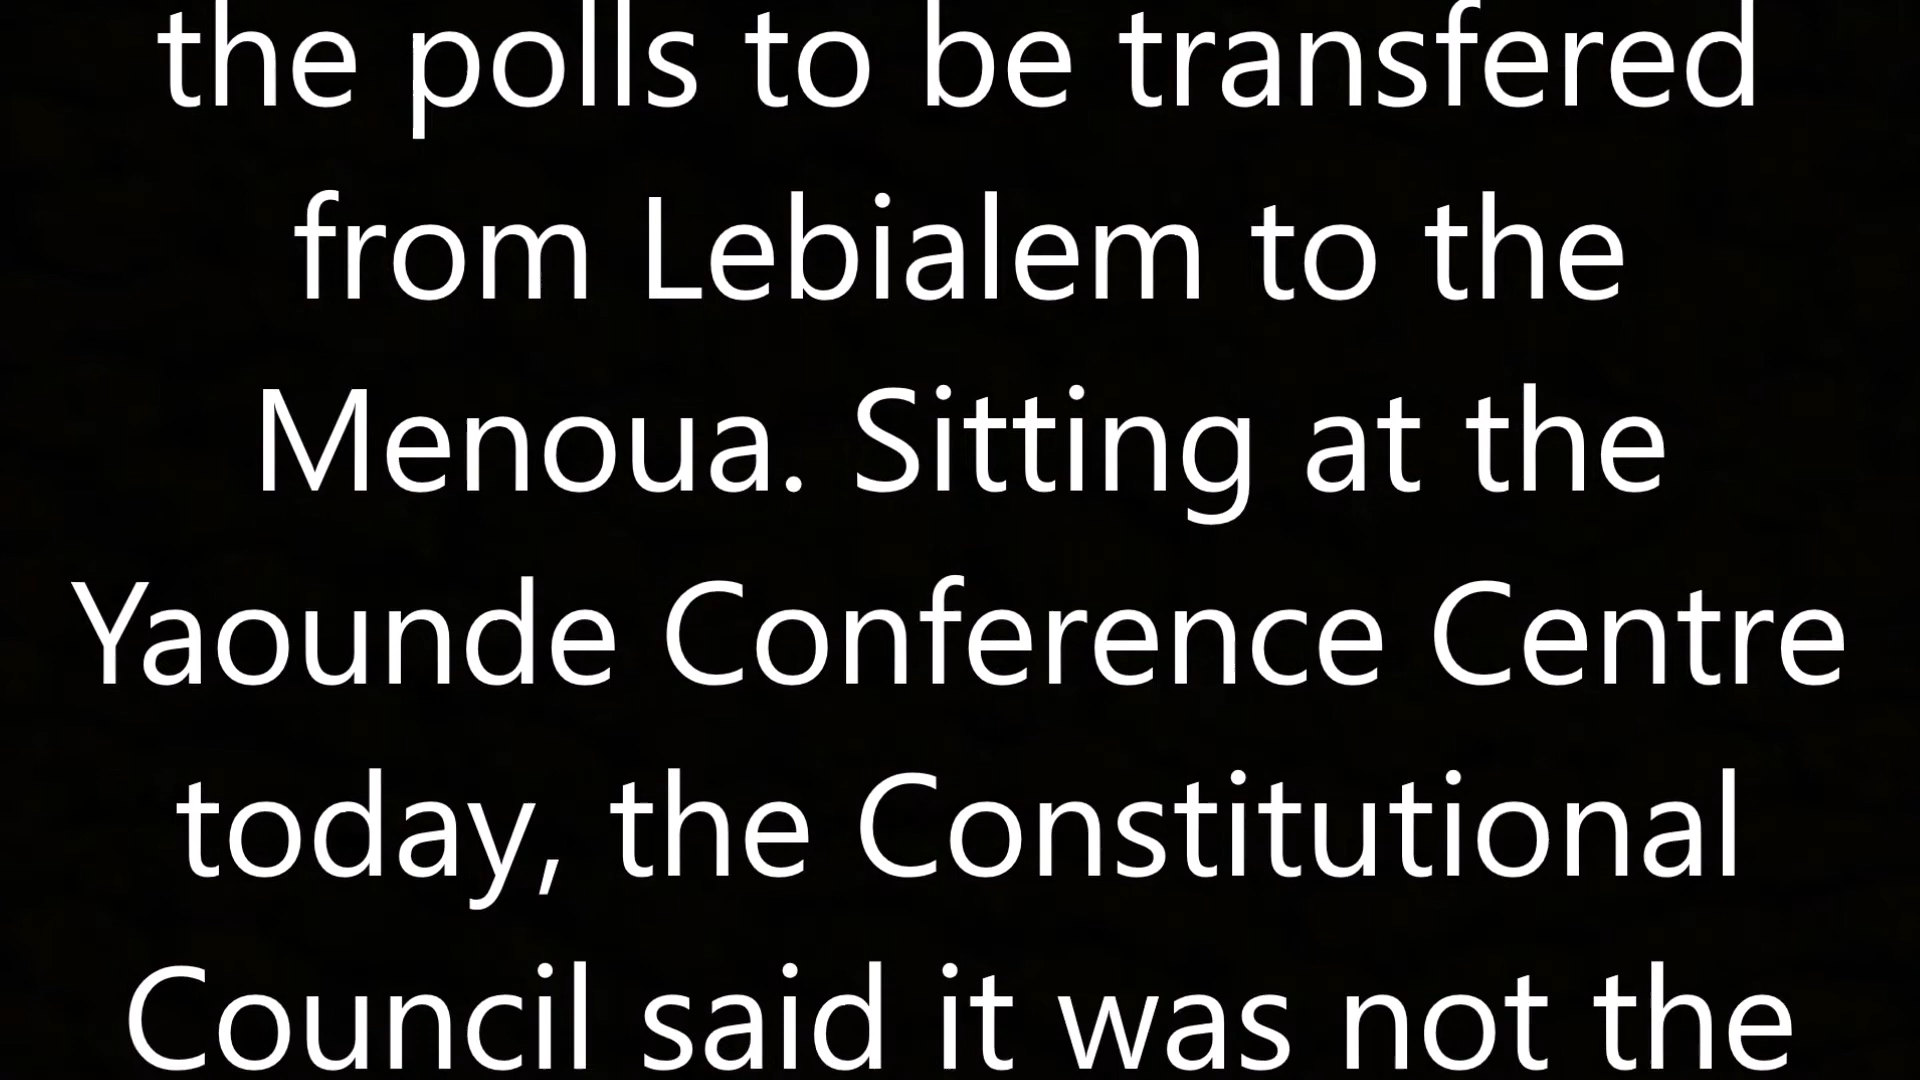 the polls to be transfered
from Lebialem to the
Menoua. Sitting at the
Yaounde Conference Centre
today, the Constitutional
Council said it was not the